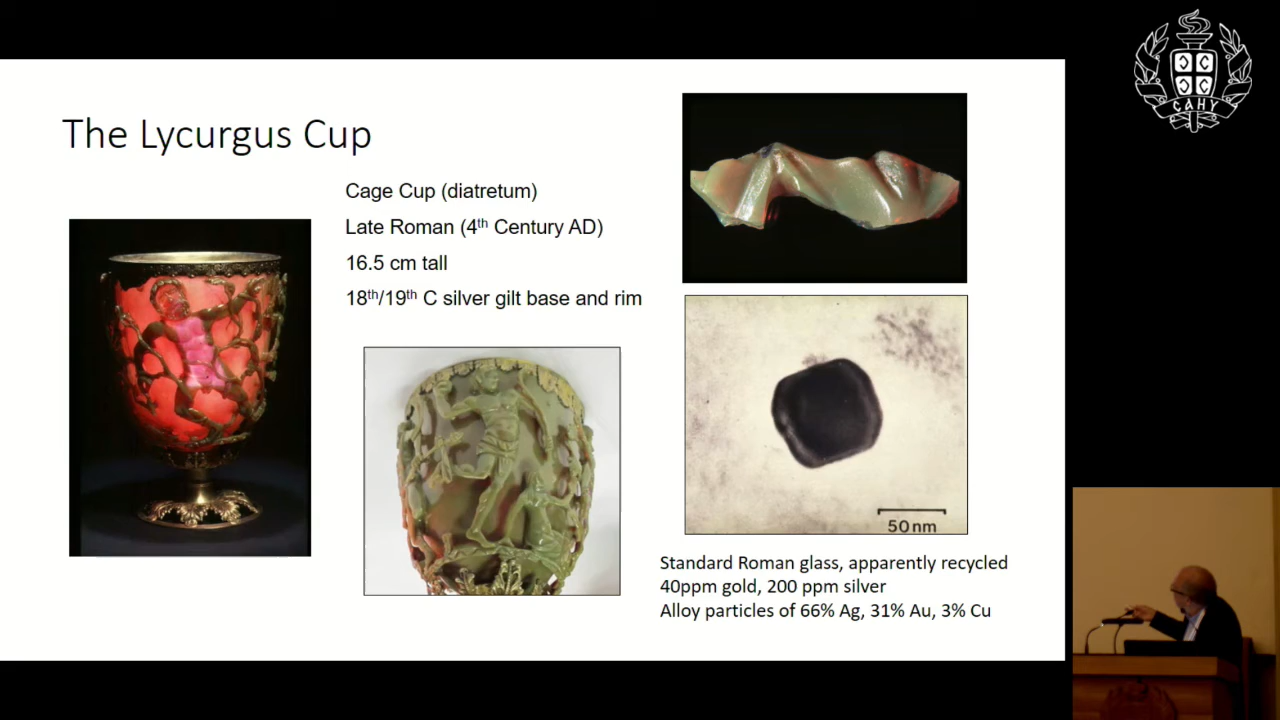 The Lycurgus Cup
Cage Cup (diatretum)
Late Roman (4th Century AD)
16.5 cm tall
18th/19th C silver gilt base and rim
50nm
Standard Roman glass, apparently recycled
40ppm gold, 200 ppm silver
Alloy particles of 66% Ag, 31% Au, 3% Cu
САНУ